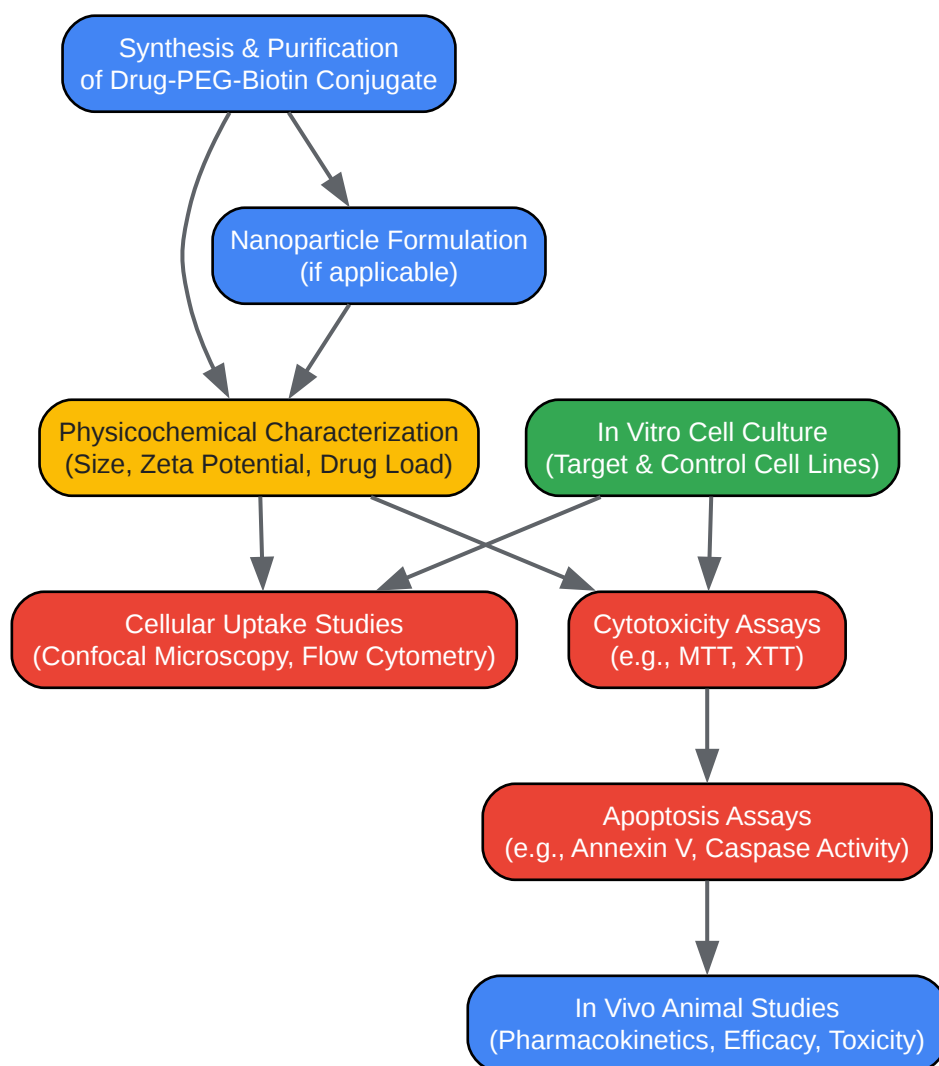 Synthesis & Purification
of Drug-PEG-Biotin Conjugate
Nanoparticle Formulation
(if applicable)
Physicochemical Characterization
(Size, Zeta Potential, Drug Load)
In Vitro Cell Culture
(Target & Control Cell Lines)
Cellular Uptake Studies
(Confocal Microscopy, Flow Cytometry)
Cytotoxicity Assays
(e.g., MTT, XTT)
Apoptosis Assays
(e.g., Annexin V, Caspase Activity)
In Vivo Animal Studies
(Pharmacokinetics, Efficacy, Toxicity)